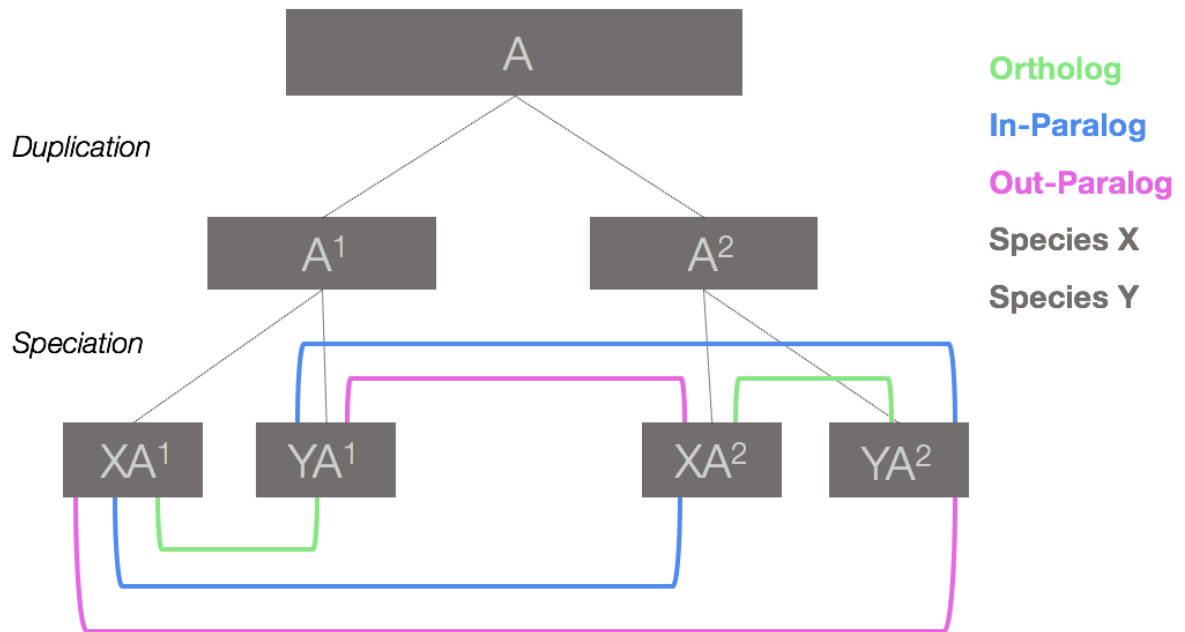 A
Ortholog
In-Paralog
Out-Paralog
Species X
Species Y
Duplication
A¹
A²
Speciation
XA¹
YA¹
XA²
YA²